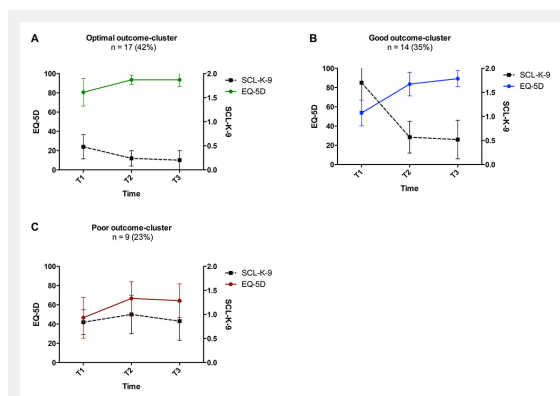 A
Optimal outcome-cluster
n = 17 (42%)
100
80
60
40
20
0
EQ-5D
2.0
1.5
1.0
0.5
0.0
SCL-K-9
T1
T2
T3
Time
SCL-K-9
EQ-5D
B
Good outcome-cluster
n = 14 (35%)
100
80
60
40
20
0
EQ-5D
2.0
1.5
1.0
0.5
0.0
SCL-K-9
T1
T2
T3
Time
SCL-K-9
EQ-5D
C
Poor outcome-cluster
n = 9 (23%)
100
80
60
40
20
0
EQ-5D
2.0
1.5
1.0
0.5
0.0
SCL-K-9
T1
T2
T3
Time
SCL-K-9
EQ-5D